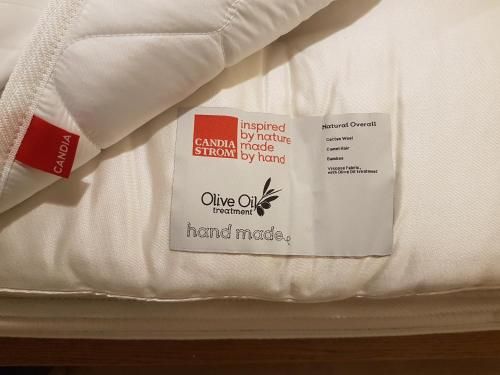 CANDIA
CANDIA
STROM
inspired
by nature
made
by hand
Olive Oil
treatment
hand made
Natural Overall
Cotton Wool
Camel Hair
Bamboo
Viscose Fabric,
with Olive Oil treatment